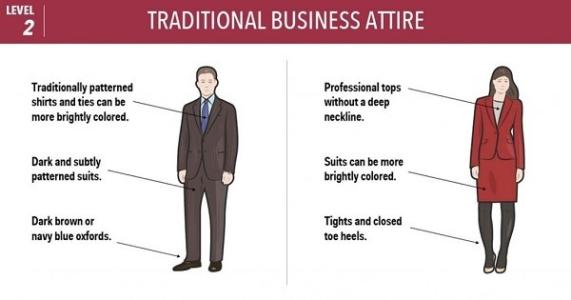 LEVEL
2
TRADITIONAL BUSINESS ATTIRE
Traditionally patterned
shirts and ties can be
more brightly colored.
Dark and subtly
patterned suits.
Dark brown or
navy blue oxfords.
Professional tops
without a deep
neckline.
Suits can be more
brightly colored.
Tights and closed
toe heels.